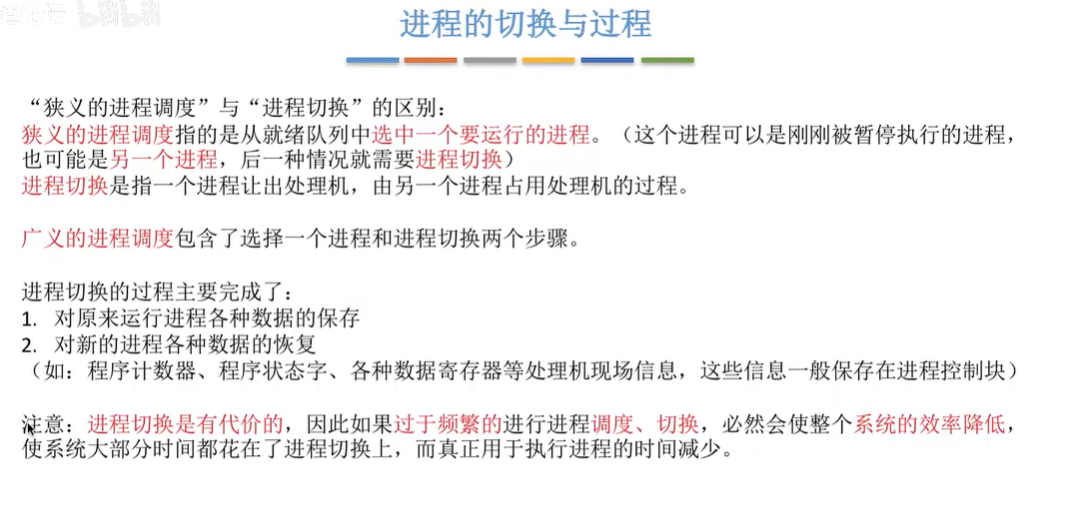 进程的切换与过程
“狭义的进程调度”与“进程切换”的区别：
狭义的进程调度指的是从就绪队列中选中一个要运行的进程。（这个进程可以是刚刚被暂停执行的进程，
也可能是另一个进程，后一种情况就需要进程切换）
进程切换是指一个进程让出处理机，由另一个进程占用处理机的过程。
广义的进程调度包含了选择一个进程和进程切换两个步骤。
进程切换的过程主要完成了：
1. 对原来运行进程各种数据的保存
2. 对新的进程各种数据的恢复
（如：程序计数器、程序状态字、各种数据寄存器等处理机现场信息，这些信息一般保存在进程控制块）
注意：进程切换是有代价的，因此如果过于频繁的进行进程调度、切换，必然会使整个系统的效率降低，
使系统大部分时间都花在了进程切换上，而真正用于执行进程的时间减少。